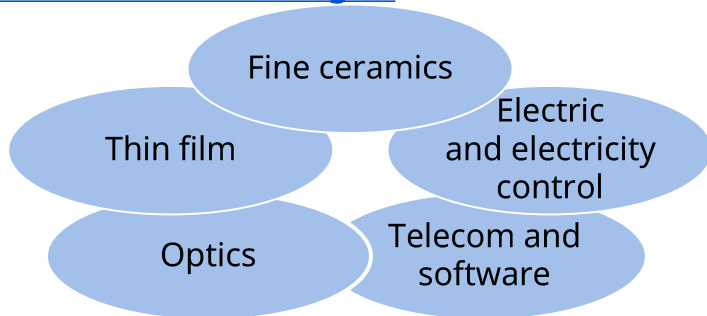 Fine ceramics
Thin film
Electric
and electricity
control
Optics
Telecom and
software